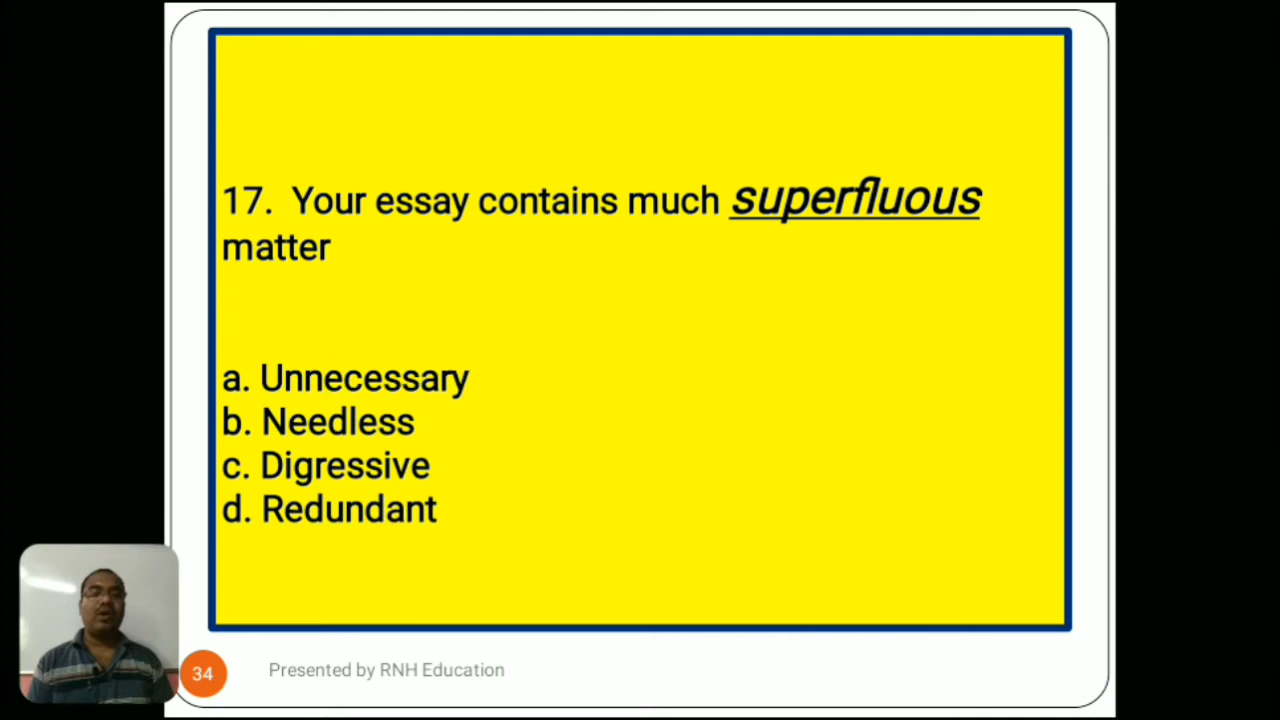 17. Your essay contains much superfluous
matter
a. Unnecessary
b. Needless
c. Digressive
d. Redundant
34
Presented by RNH Education